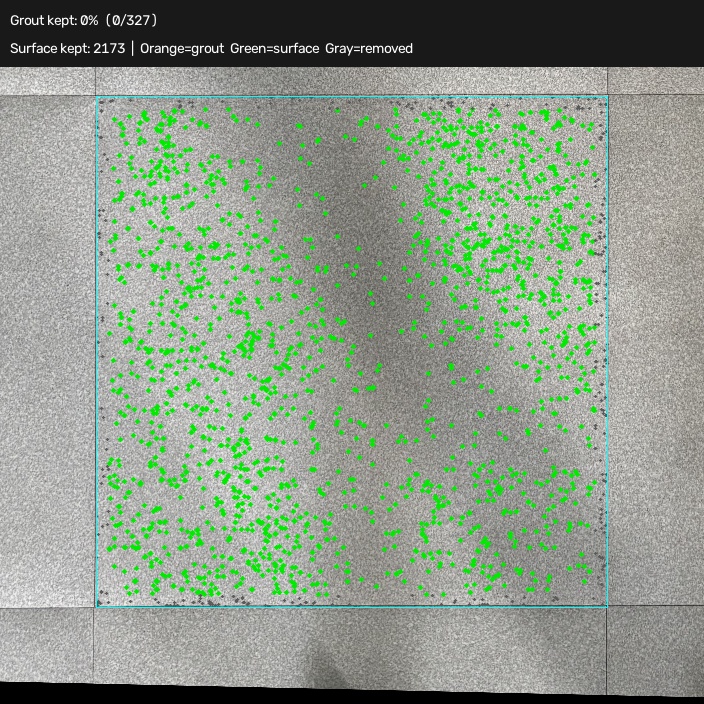 Grout kept: 0% (0/327)
Surface kept: 2173 | Orange=grout Green=surface Gray=removed